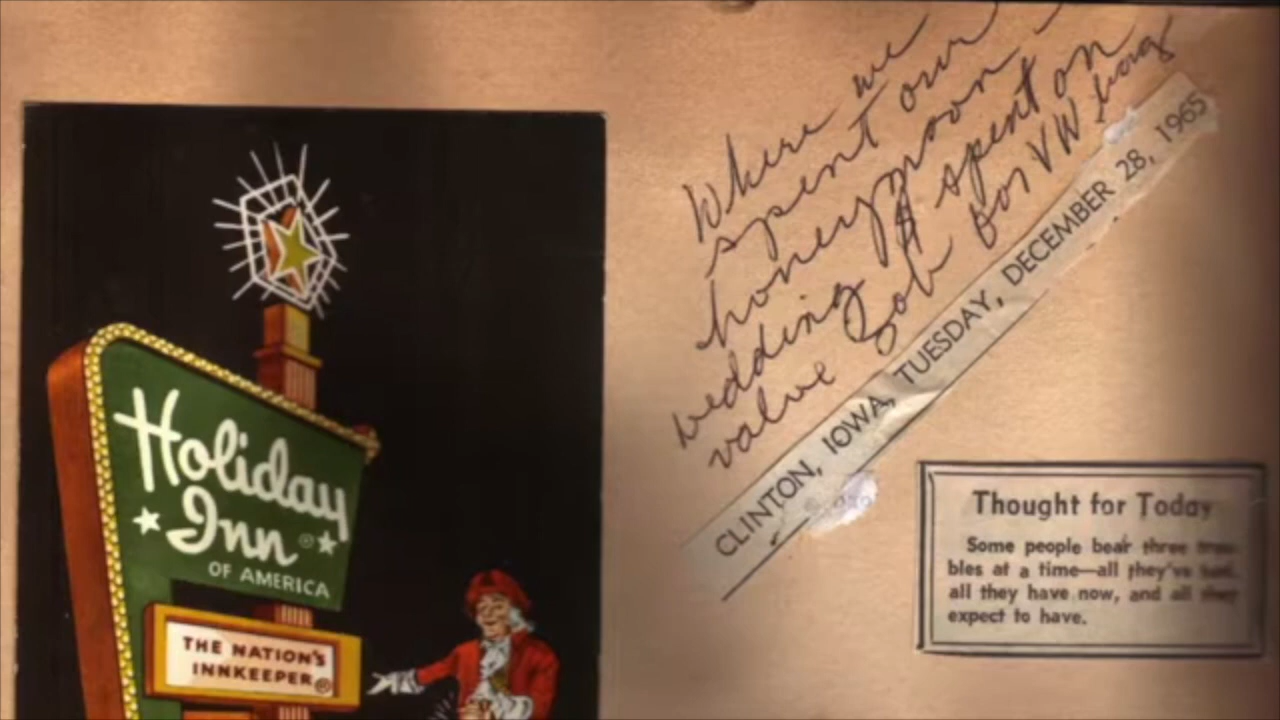 Holiday
Inn®
OF AMERICA
THE NATION'S
INNKEEPER®
Where we
spent our
honeymoon -
wedding $ spent on
valve job for VW
CLINTON, IOWA, TUESDAY, DECEMBER 28, 1965
Thought for Today
Some people bear three trou-
bles at a time—all they've had,
all they have now, and all they
expect to have.